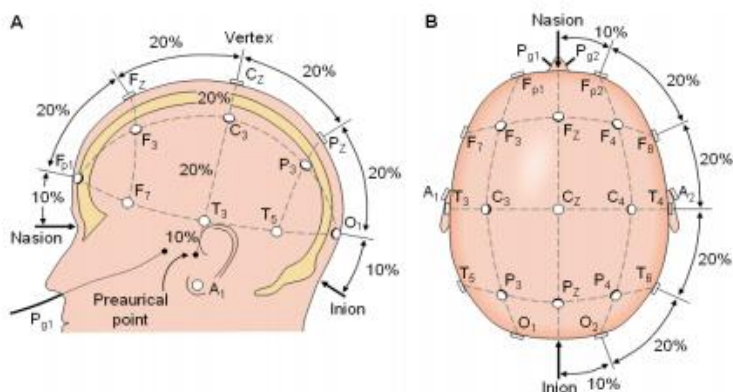 A
20%
Vertex
20%
Fz
Cz
20%
20%
20%
C3
F3
Pz
Fp1
P3
20%
20%
10%
F7
T3
T5
O1
Nasion
10%
10%
A1
Preaurical
point
Inion
Pg1
B
Nasion
10%
Pg1
Pg2
Fp1
Fp2
20%
F7
F3
Fz
F4
F8
20%
A1
T3
C3
Cz
C4
T4
A2
20%
T5
P3
Pz
P4
T6
O1
O2
20%
10%
Inion